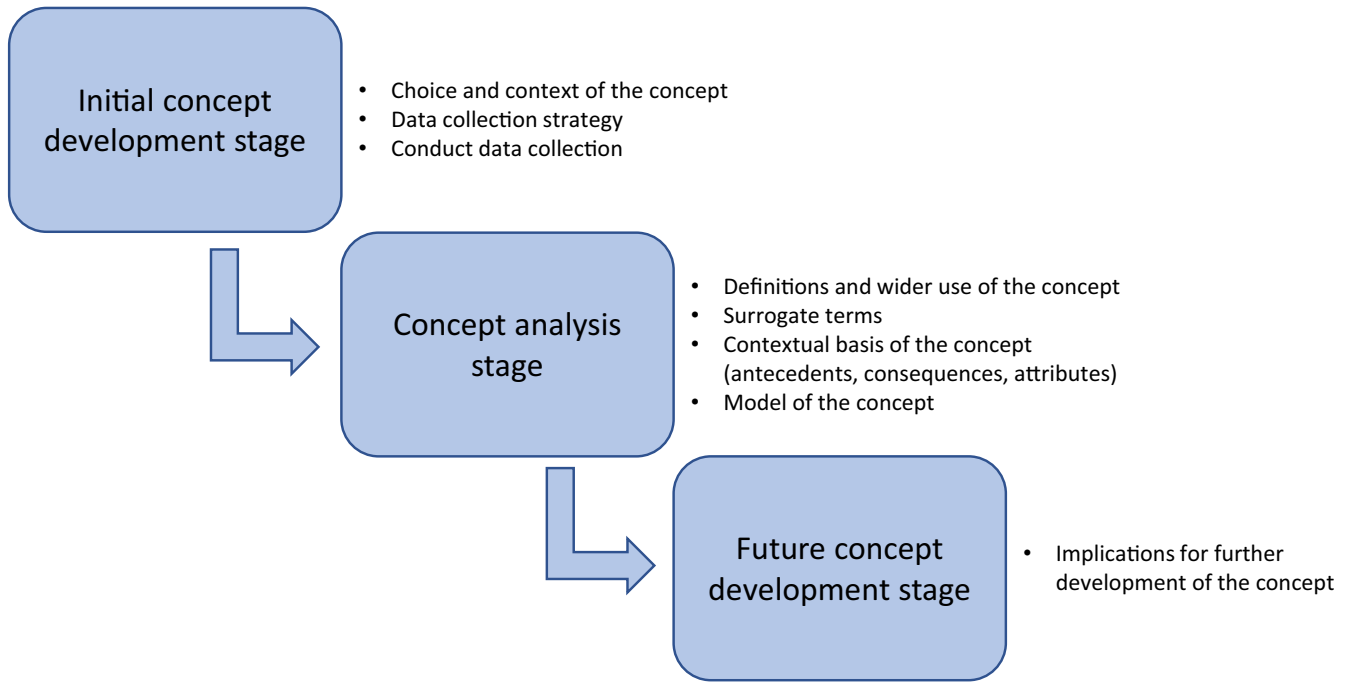 Initial concept
development stage
• Choice and context of the concept
• Data collection strategy
• Conduct data collection
Concept analysis
stage
• Definitions and wider use of the concept
• Surrogate terms
• Contextual basis of the concept
(antecedents, consequences, attributes)
• Model of the concept
Future concept
development stage
• Implications for further
development of the concept